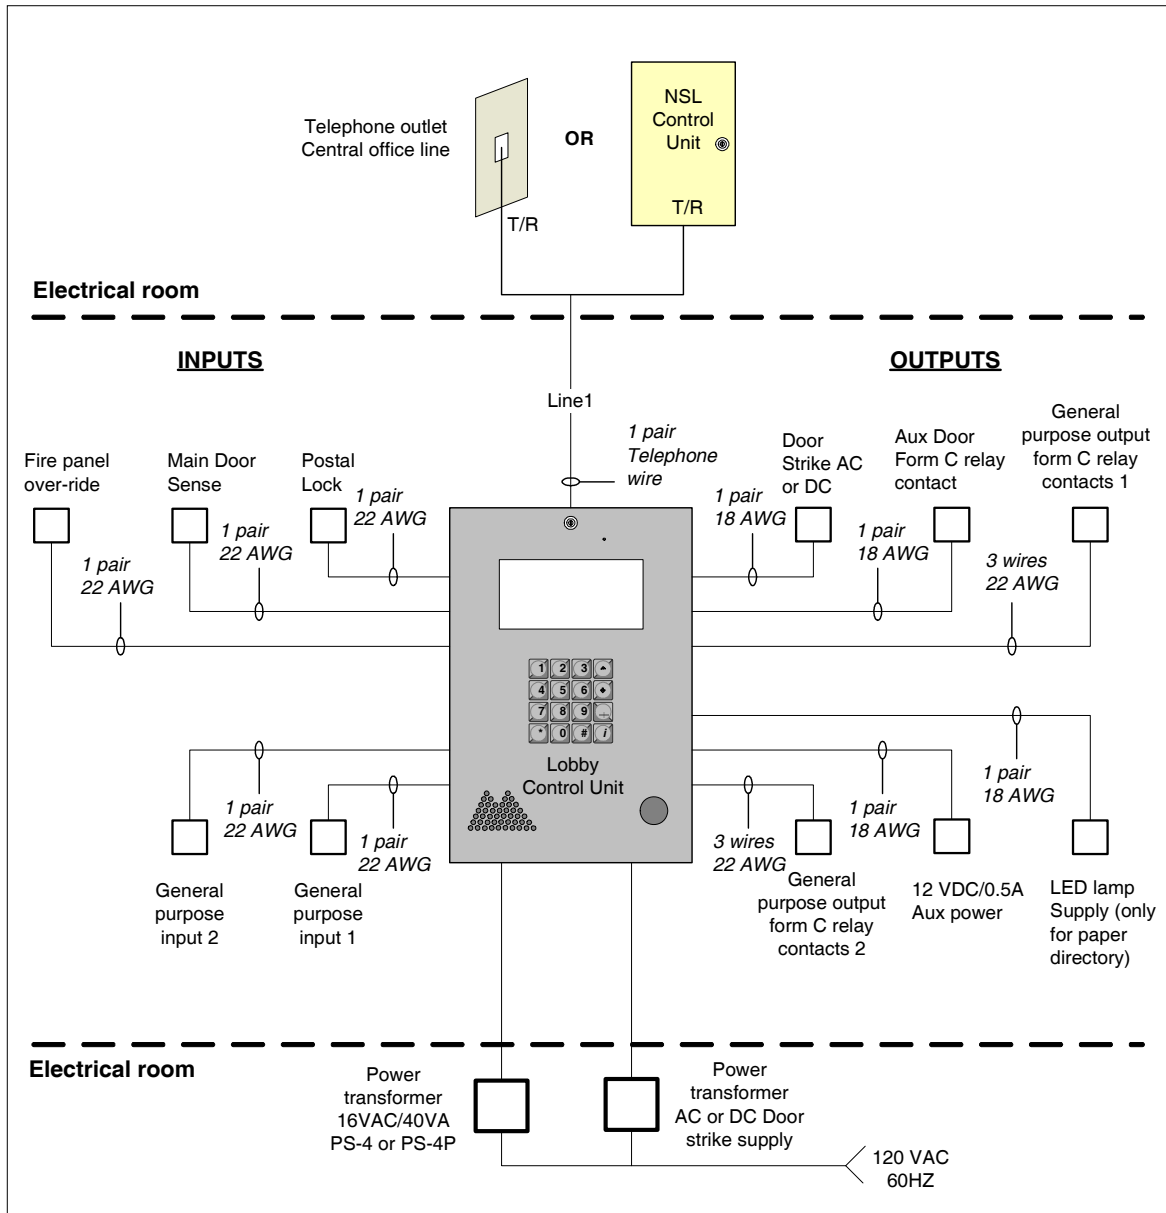 Telephone outlet
Central office line
OR
NSL
Control
Unit
T/R
T/R
Electrical room
INPUTS
OUTPUTS
Line1
1 pair
Telephone
wire
Fire panel
over-ride
Main Door
Sense
Postal
Lock
1 pair
22 AWG
1 pair
22 AWG
1 pair
22 AWG
Door
Strike AC
or DC
Aux Door
Form C relay
contact
General
purpose output
form C relay
contacts 1
1 pair
18 AWG
1 pair
18 AWG
3 wires
22 AWG
1 2 3
4 5 6
7 8 9
* 0 # i
Lobby
Control Unit
1 pair
22 AWG
1 pair
22 AWG
3 wires
22 AWG
1 pair
18 AWG
1 pair
18 AWG
General
purpose
input 2
General
purpose
input 1
General
purpose output
form C relay
contacts 2
12 VDC/0.5A
Aux power
LED lamp
Supply (only
for paper
directory)
Electrical room
Power
transformer
16VAC/40VA
PS-4 or PS-4P
Power
transformer
AC or DC Door
strike supply
120 VAC
60HZ